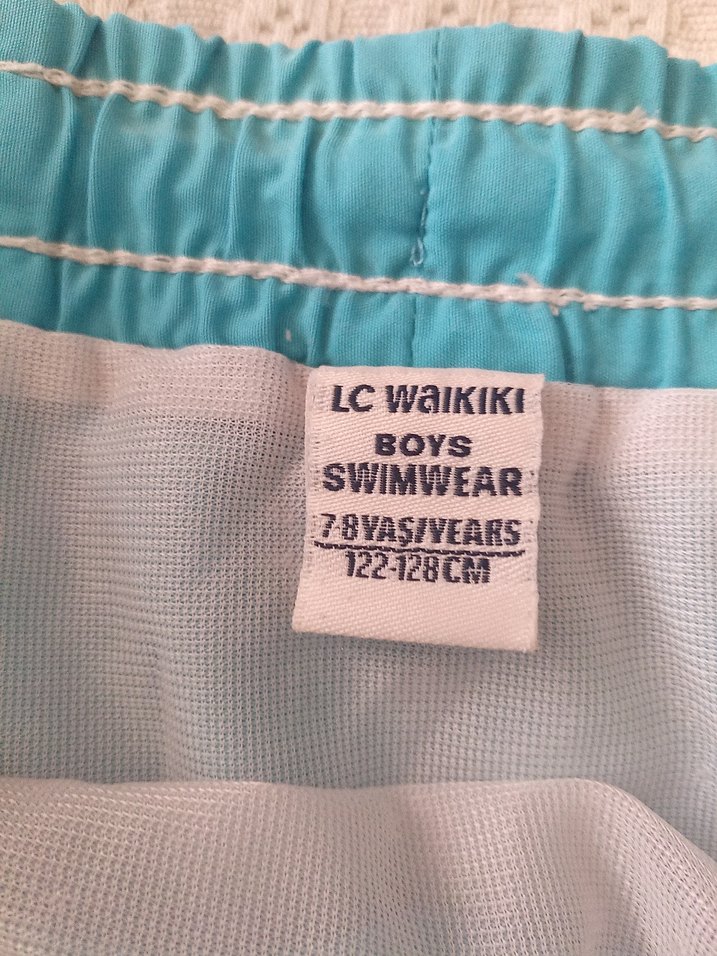 LC WaiKIKI
BOYS
SWIMWEAR
7-8 YAŞ/YEARS
122-128 CM